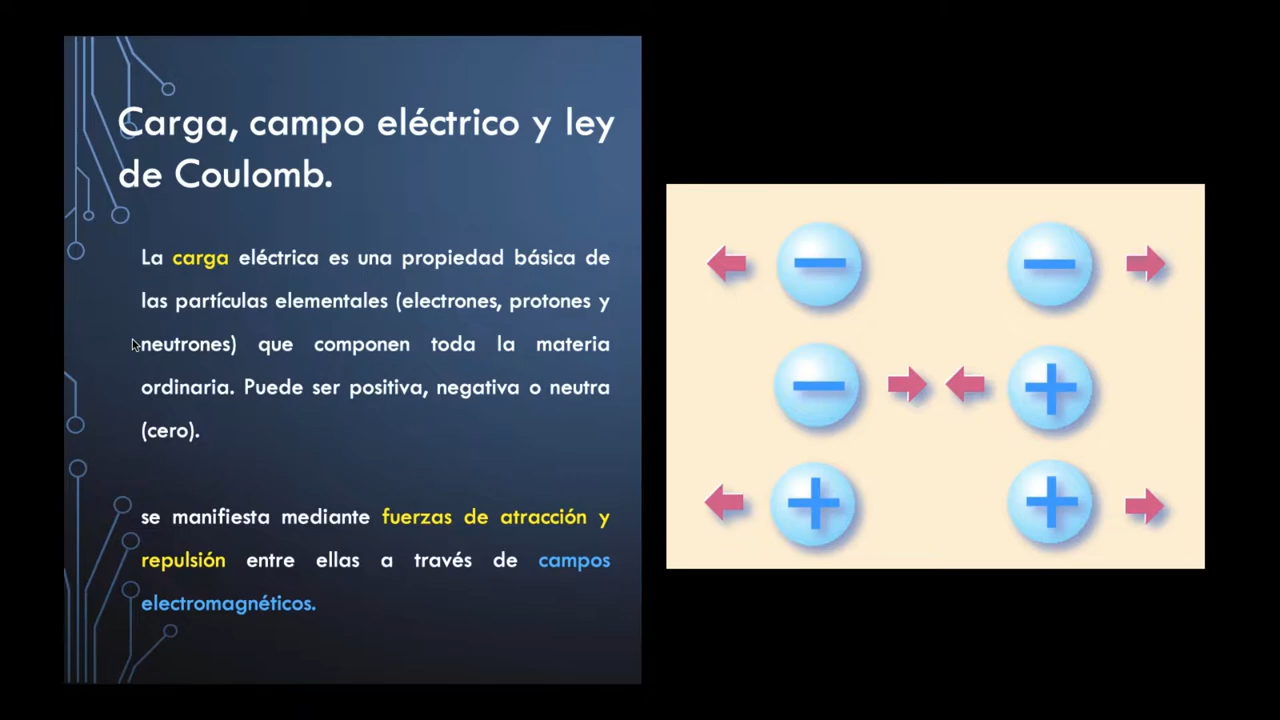 Carga, campo eléctrico y ley
de Coulomb.
La carga eléctrica es una propiedad básica de
las partículas elementales (electrones, protones y
neutrones) que componen toda la materia
ordinaria. Puede ser positiva, negativa o neutra
(cero).
se manifiesta mediante fuerzas de atracción y
repulsión entre ellas a través de campos
electromagnéticos.
− −
− +
+ +